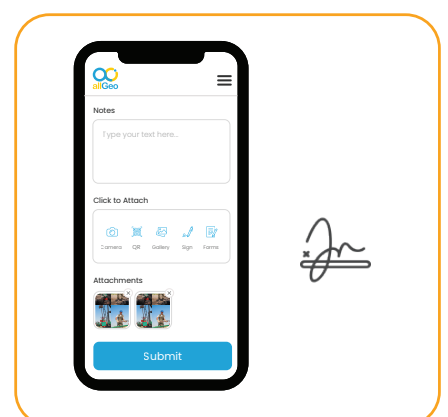 allGeo
Notes
Type your text here...
Click to Attach
Camera QR Gallery Sign Forms
Attachments
Submit